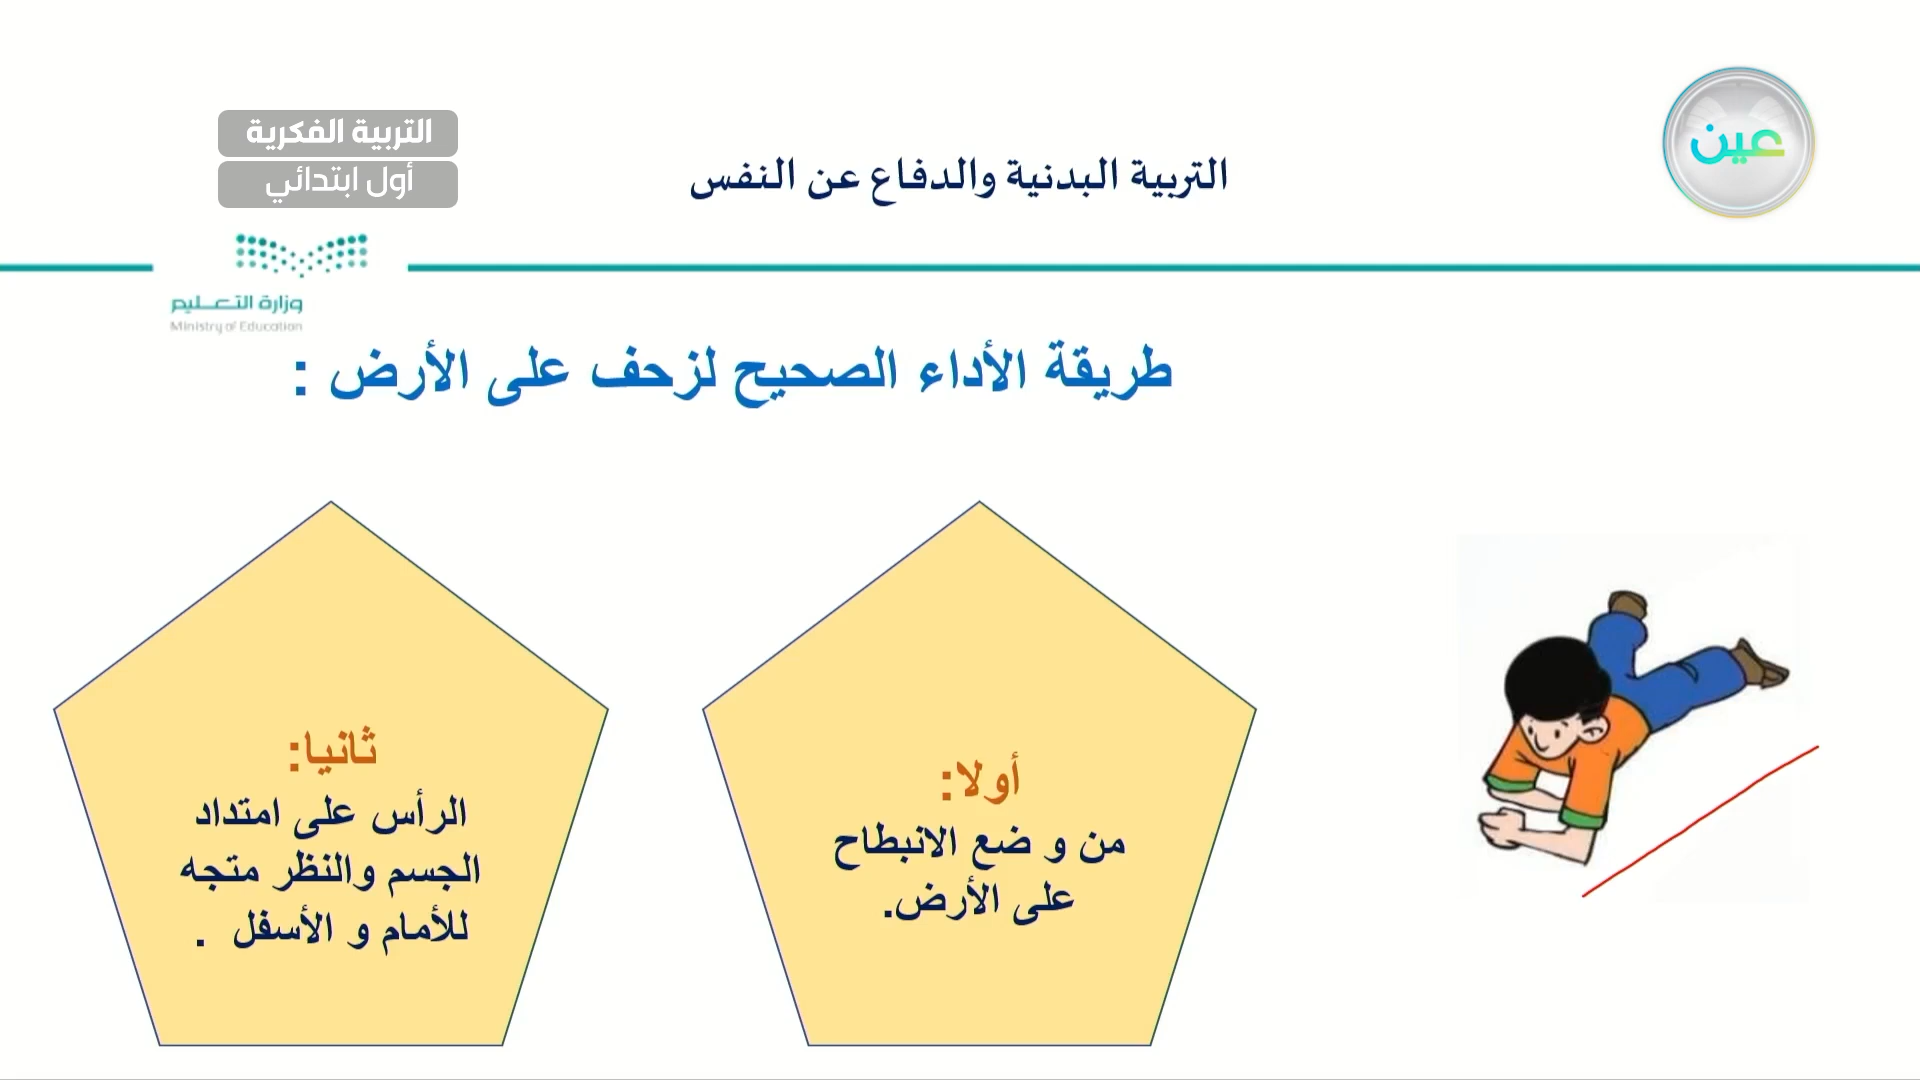 عين
التربية الفكرية
أول ابتدائي
التربية البدنية والدفاع عن النفس
وزارة التعـــليم
Ministry of Education
طريقة الأداء الصحيح لزحف على الأرض :
أولا:
من و ضع الانبطاح
على الأرض.
ثانيا:
الرأس على امتداد
الجسم والنظر متجه
للأمام و الأسفل .